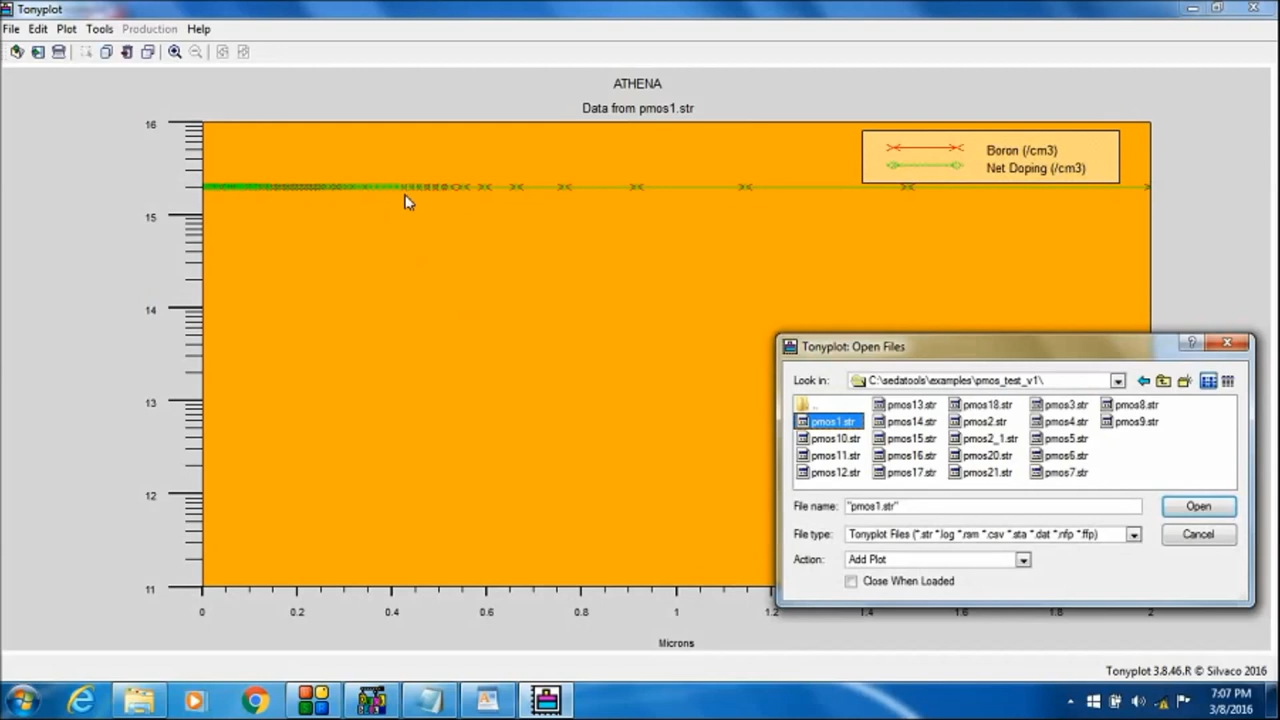 Tonyplot
File Edit Plot Tools Production Help
ATHENA
Data from pmos1.str
16
15
14
13
12
11
Boron (/cm3)
Net Doping (/cm3)
0 0.2 0.4 0.6 0.8 1 1.2 1.4 1.6 1.8 2
Microns
Tonyplot: Open Files
Look in: C:\sedatools\examples\pmos_test_v1\
.. pmos13.str pmos18.str pmos3.str pmos8.str
pmos1.str pmos14.str pmos2.str pmos4.str pmos9.str
pmos10.str pmos15.str pmos2_1.str pmos5.str
pmos11.str pmos16.str pmos20.str pmos6.str
pmos12.str pmos17.str pmos21.str pmos7.str
File name: "pmos1.str" Open
File type: Tonyplot Files (*.str *.log *.rsm *.csv *.sta *.dat *.nfp *.ffp) Cancel
Action: Add Plot
Close When Loaded
Tonyplot 3.8.46.R © Silvaco 2016
7:07 PM
3/8/2016